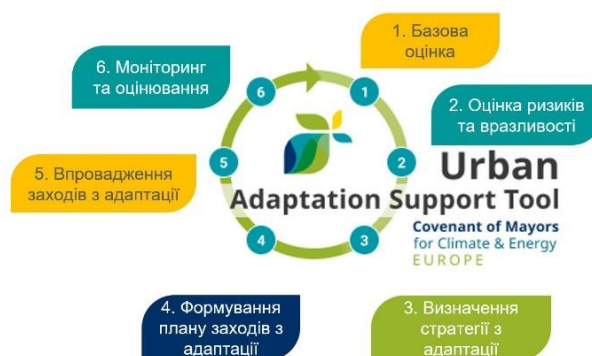 1. Базова
оцінка
6. Моніторинг
та оцінювання
6
1
2. Оцінка ризиків
та вразливості
5
2
5. Впровадження
заходів з адаптації
Urban
Adaptation Support Tool
Covenant of Mayors
for Climate & Energy
EUROPE
4
3
4. Формування
плану заходів з
адаптації
3. Визначення
стратегії з
адаптації